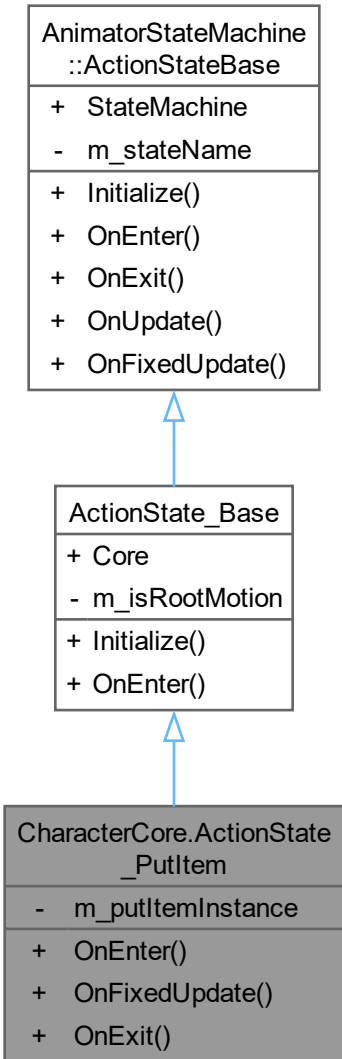 AnimatorStateMachine
::ActionStateBase
+ StateMachine
- m_stateName
+ Initialize()
+ OnEnter()
+ OnExit()
+ OnUpdate()
+ OnFixedUpdate()
ActionState_Base
+ Core
- m_isRootMotion
+ Initialize()
+ OnEnter()
CharacterCore.ActionState
_PutItem
- m_putItemInstance
+ OnEnter()
+ OnFixedUpdate()
+ OnExit()